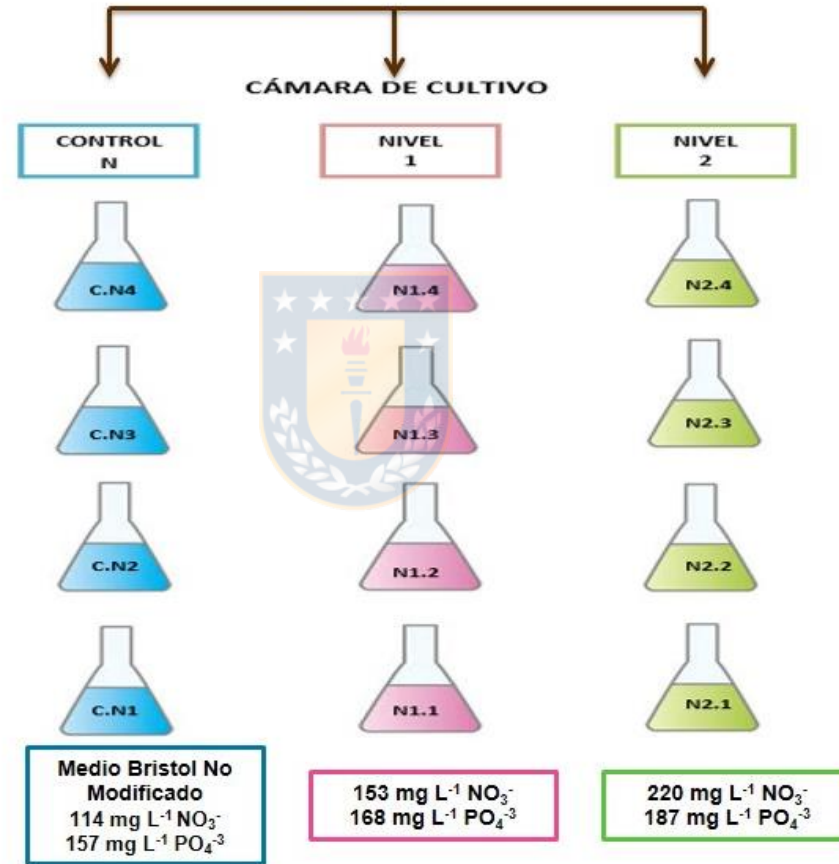 CÁMARA DE CULTIVO
CONTROL
N
NIVEL
1
NIVEL
2
C.N4
N1.4
N2.4
C.N3
N1.3
N2.3
C.N2
N1.2
N2.2
C.N1
N1.1
N2.1
Medio Bristol No
Modificado
114 mg L⁻¹ NO₃⁻
157 mg L⁻¹ PO₄⁻³
153 mg L⁻¹ NO₃⁻
168 mg L⁻¹ PO₄⁻³
220 mg L⁻¹ NO₃⁻
187 mg L⁻¹ PO₄⁻³